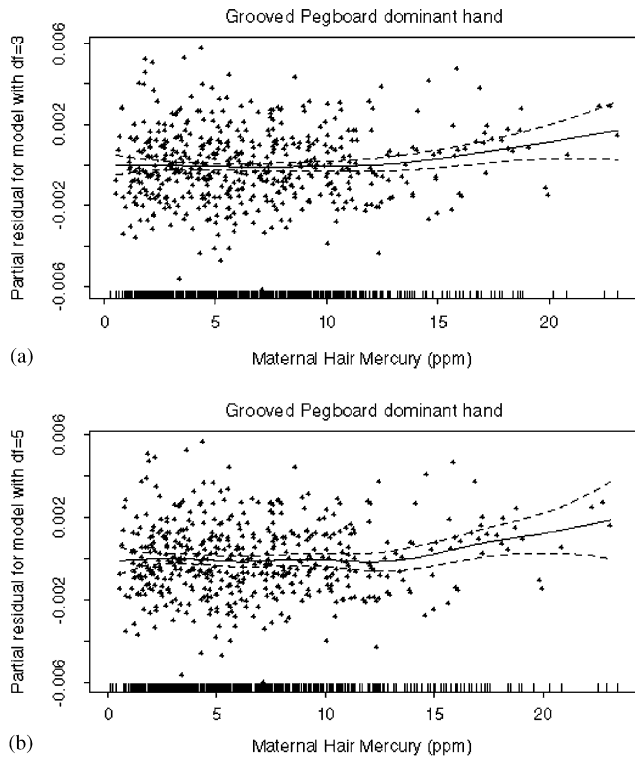 Grooved Pegboard dominant hand
Partial residual for model with df=3
0.006
0.002
-0.002
-0.006
0 5 10 15 20
(a)
Maternal Hair Mercury (ppm)
Grooved Pegboard dominant hand
Partial residual for model with df=5
0.006
0.002
-0.002
-0.006
0 5 10 15 20
(b)
Maternal Hair Mercury (ppm)